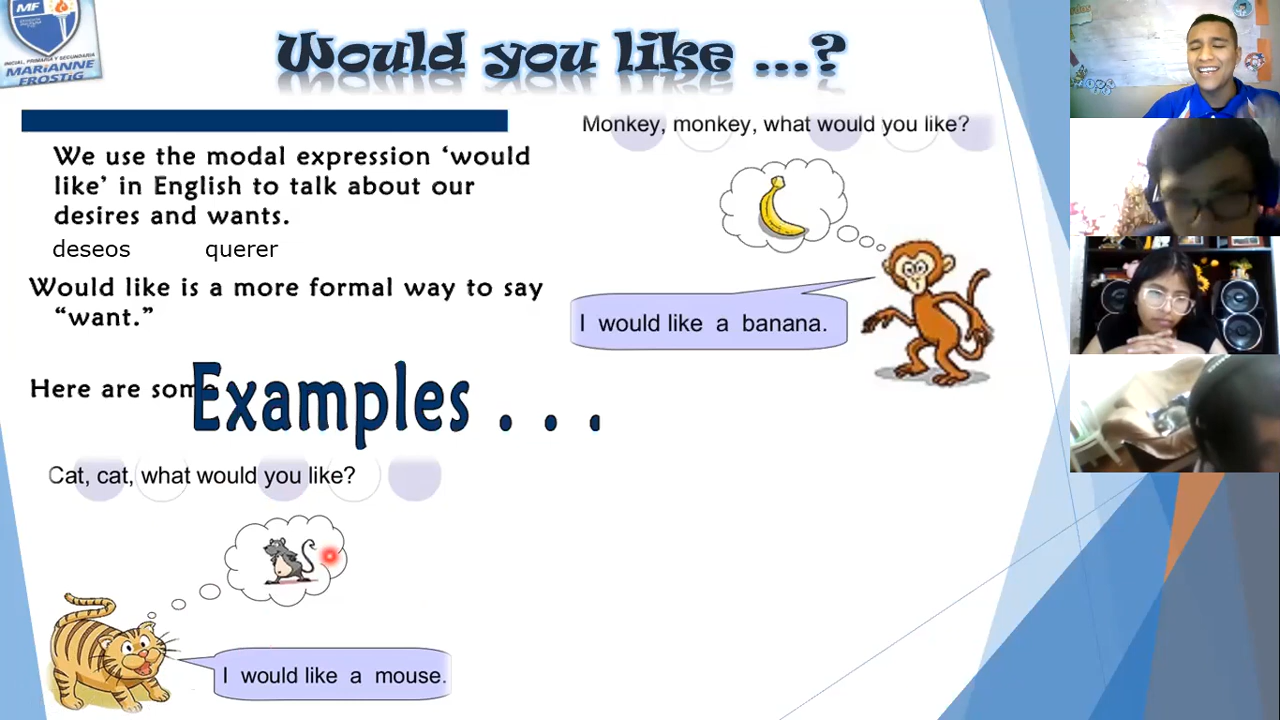 MF
INICIAL, PRIMARIA Y SECUNDARIA
MARIANNE
FROSTIG
Would you like ...?
We use the modal expression ‘would
like’ in English to talk about our
desires and wants.
deseos querer
Would like is a more formal way to say
“want.”
Here are some
Examples . . .
Cat, cat, what would you like?
I would like a mouse.
Monkey, monkey, what would you like?
I would like a banana.